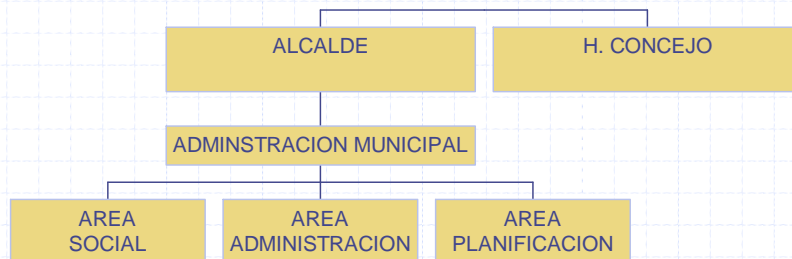 ALCALDE
H. CONCEJO
ADMINSTRACION MUNICIPAL
AREA
SOCIAL
AREA
ADMINISTRACION
AREA
PLANIFICACION